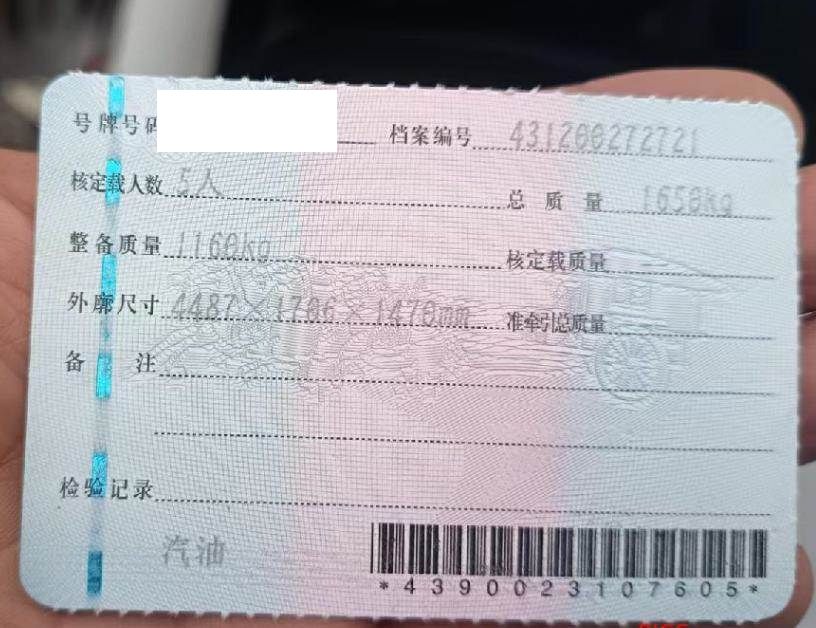 号牌号码 档案编号 431200272721
核定载人数 5人 总质量 1650kg
整备质量 1160kg 核定载质量
外廓尺寸 4487×1706×1470mm 准牵引总质量
备注
检验记录
汽油
*4390023107605*